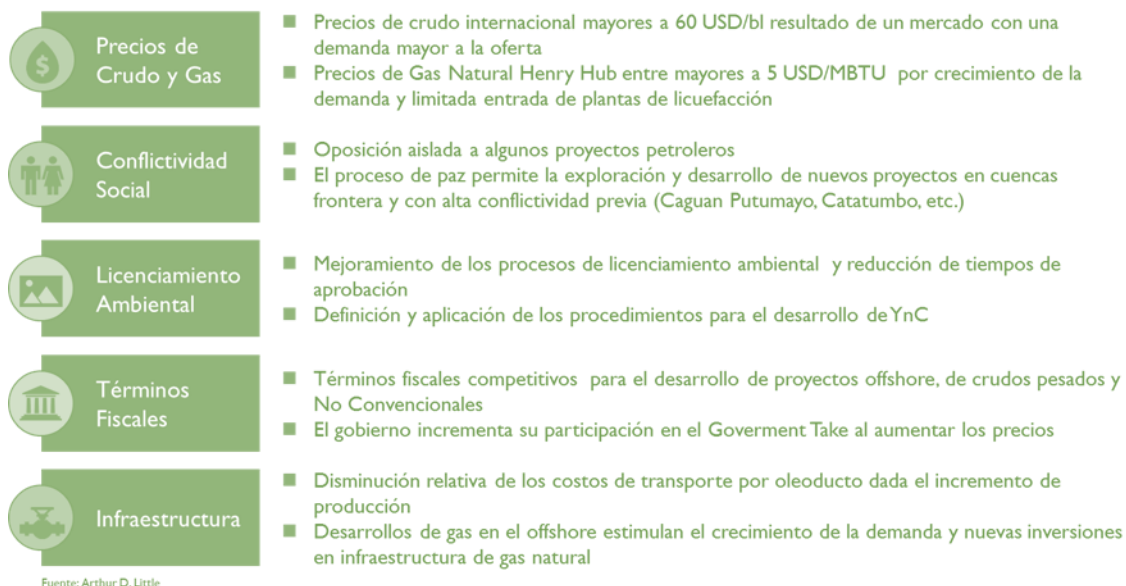 Precios de
Crudo y Gas
Precios de crudo internacional mayores a 60 USD/bl resultado de un mercado con una
demanda mayor a la oferta
Precios de Gas Natural Henry Hub entre mayores a 5 USD/MBTU por crecimiento de la
demanda y limitada entrada de plantas de licuefacción
Conflictividad
Social
Oposición aislada a algunos proyectos petroleros
El proceso de paz permite la exploración y desarrollo de nuevos proyectos en cuencas
frontera y con alta conflictividad previa (Caguan Putumayo, Catatumbo, etc.)
Licenciamiento
Ambiental
Mejoramiento de los procesos de licenciamiento ambiental y reducción de tiempos de
aprobación
Definición y aplicación de los procedimientos para el desarrollo de YnC
Términos
Fiscales
Términos fiscales competitivos para el desarrollo de proyectos offshore, de crudos pesados y
No Convencionales
El gobierno incrementa su participación en el Goverment Take al aumentar los precios
Infraestructura
Disminución relativa de los costos de transporte por oleoducto dada el incremento de
producción
Desarrollos de gas en el offshore estimulan el crecimiento de la demanda y nuevas inversiones
en infraestructura de gas natural
Fuente: Arthur D. Little